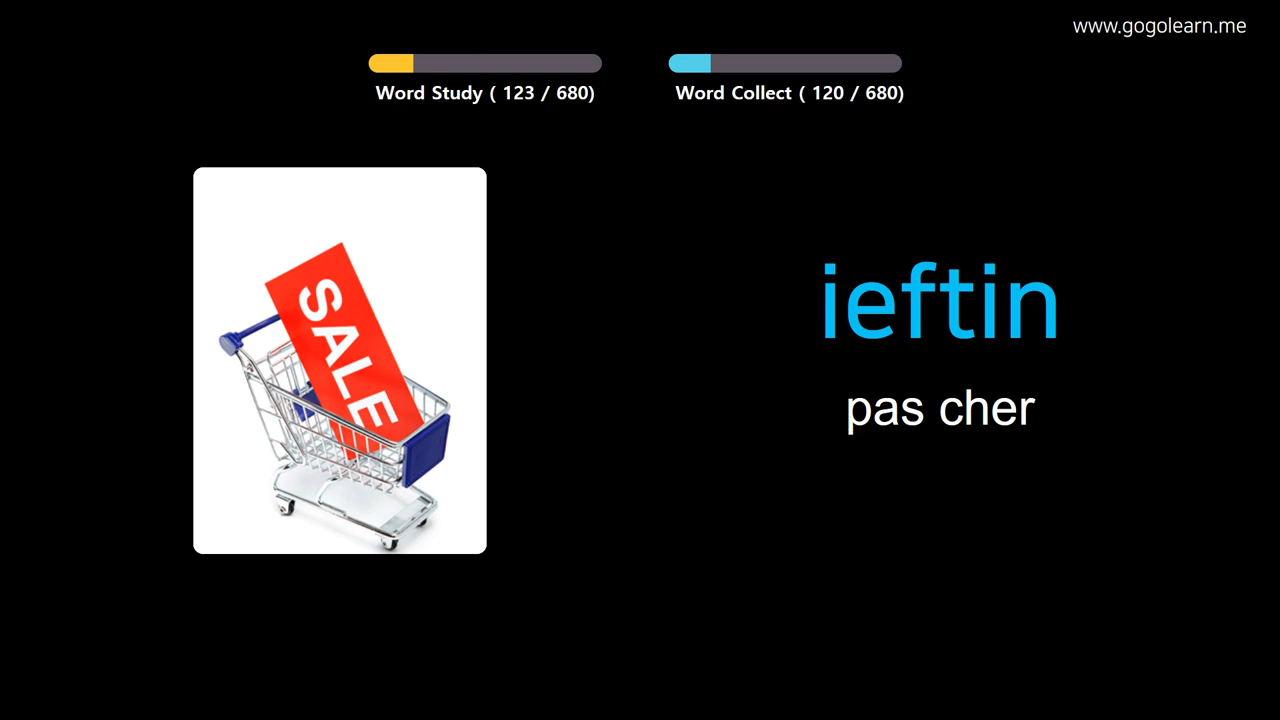 www.gogolearn.me
Word Study ( 123 / 680)
Word Collect ( 120 / 680)
SALE
ieftin
pas cher